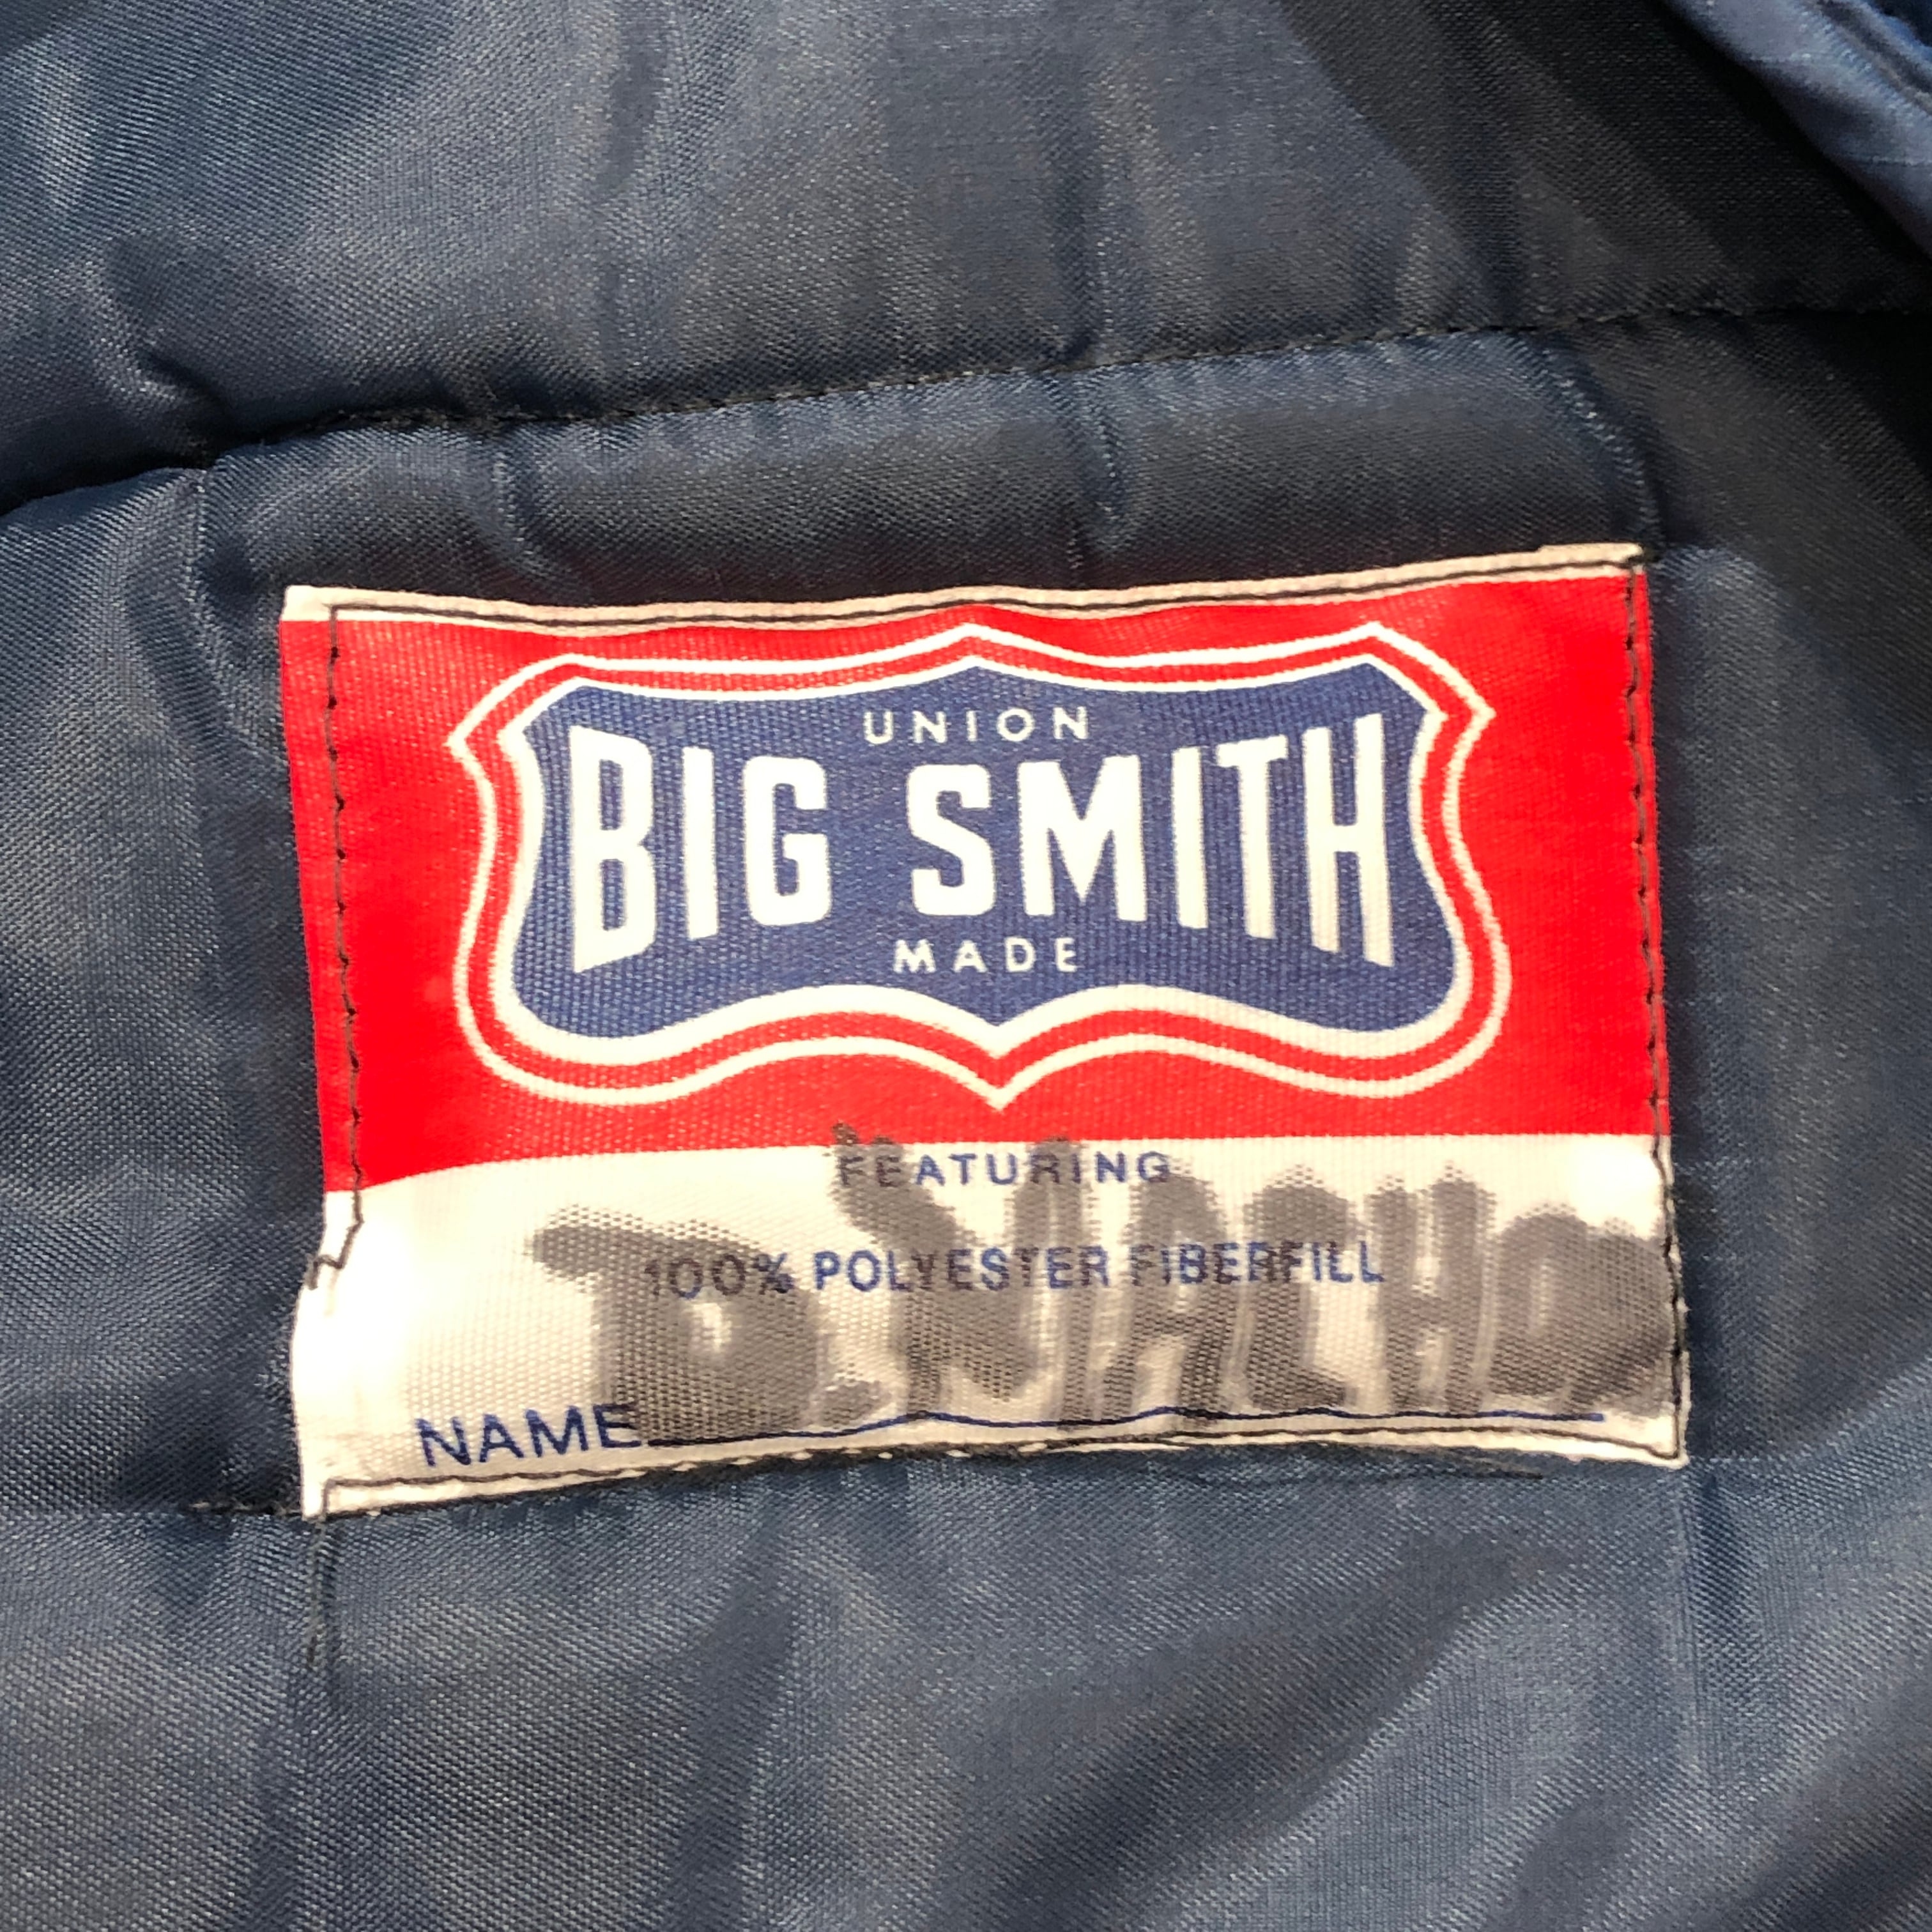 UNION
BIG SMITH
MADE
FEATURING
100% POLYESTER FIBERFILL
NAME